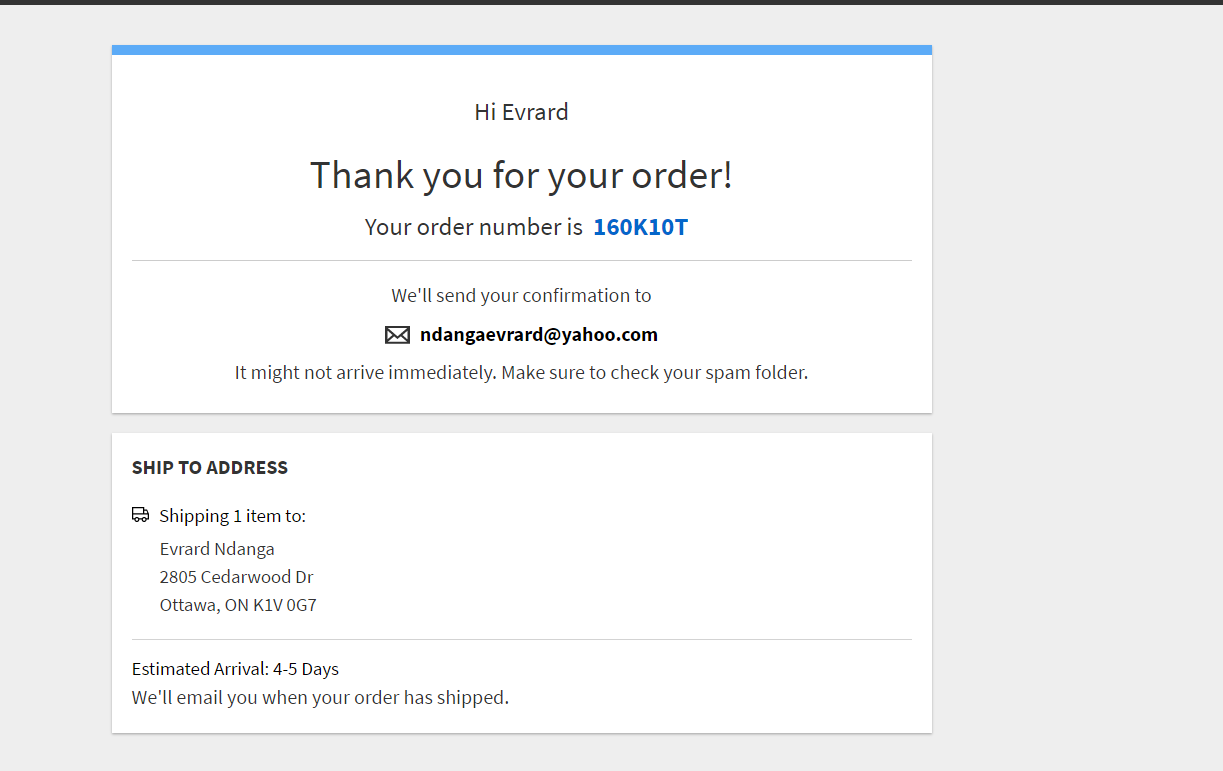 Hi Evrard
Thank you for your order!
Your order number is 160K10T
We'll send your confirmation to
ndangaevrard@yahoo.com
It might not arrive immediately. Make sure to check your spam folder.
SHIP TO ADDRESS
Shipping 1 item to:
Evrard Ndanga
2805 Cedarwood Dr
Ottawa, ON K1V 0G7
Estimated Arrival: 4-5 Days
We'll email you when your order has shipped.